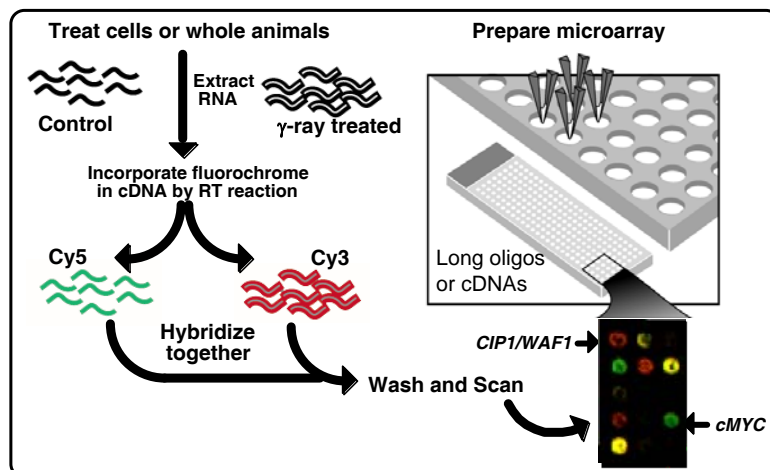 Treat cells or whole animals
Extract
RNA
Control
γ-ray treated
Incorporate fluorochrome
in cDNA by RT reaction
Cy5
Cy3
Hybridize
together
Wash and Scan
Prepare microarray
Long oligos
or cDNAs
CIP1/WAF1
cMYC